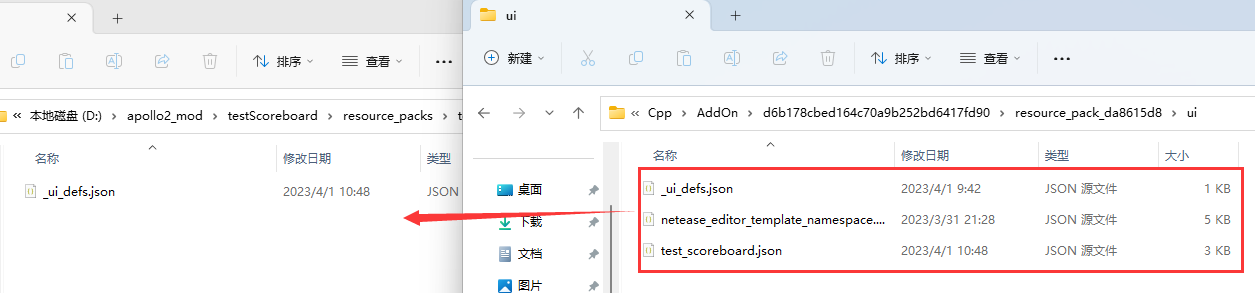 排序
查看
本地磁盘 (D:) apollo2_mod testScoreboard resource_packs
名称 修改日期 类型
_ui_defs.json 2023/4/1 10:48 JSON
ui
新建
排序
查看
Cpp AddOn d6b178cbed164c70a9b252bd6417fd90 resource_pack_da8615d8 ui
桌面
下载
文档
图片
名称 修改日期 类型 大小
_ui_defs.json 2023/4/1 9:42 JSON 源文件 1 KB
netease_editor_template_namespace.... 2023/3/31 21:28 JSON 源文件 5 KB
test_scoreboard.json 2023/4/1 10:48 JSON 源文件 3 KB